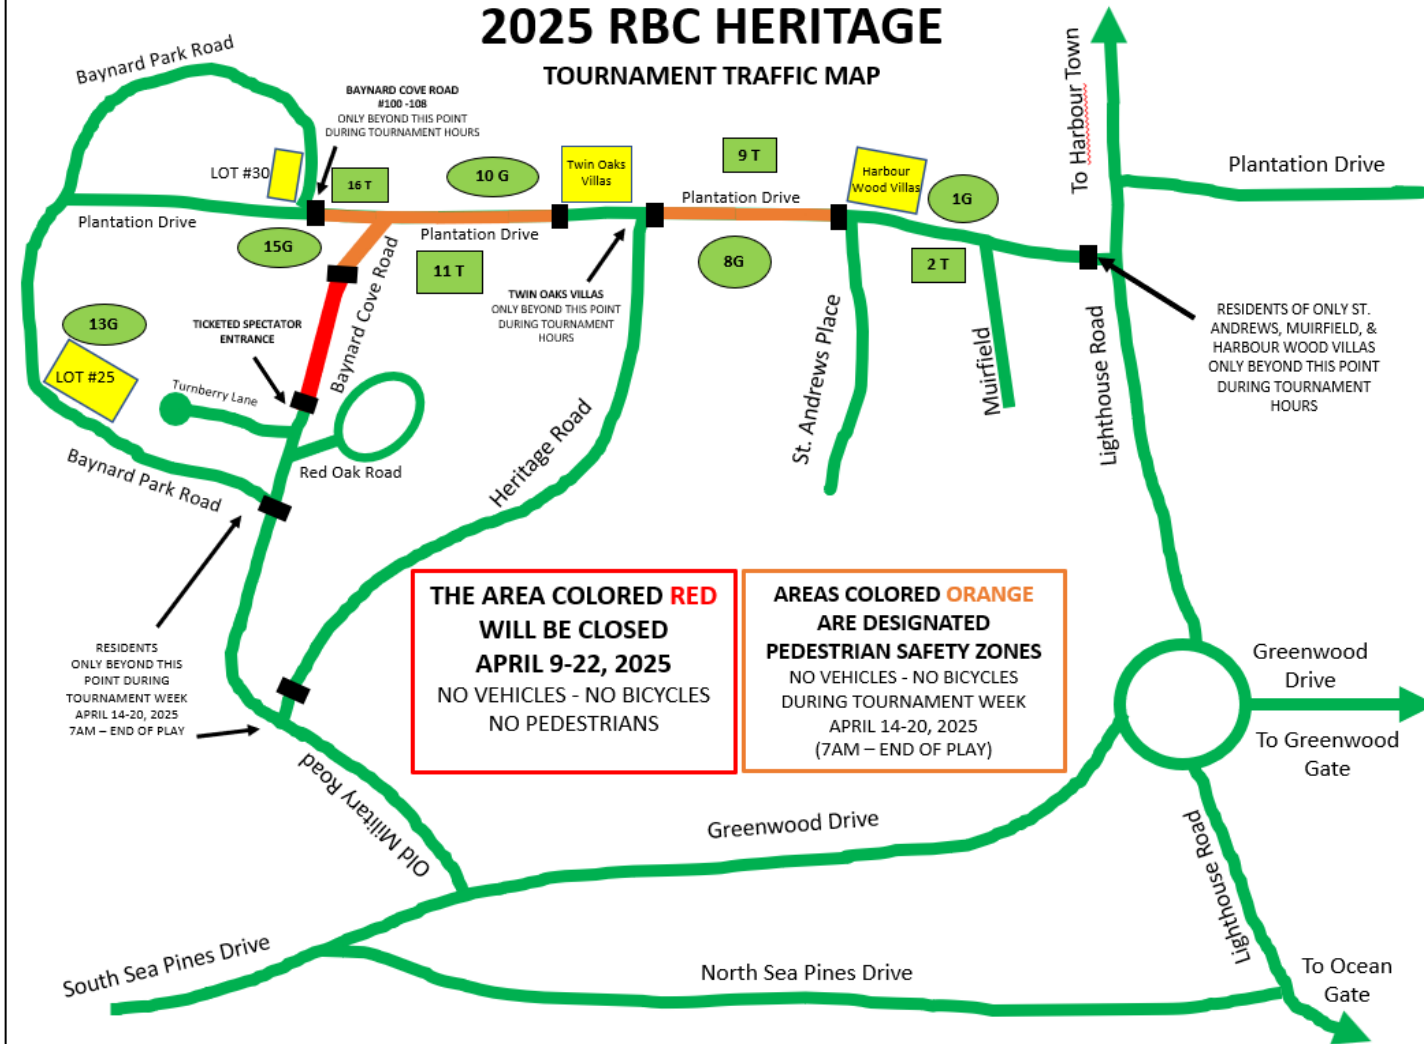 2025 RBC HERITAGE
TOURNAMENT TRAFFIC MAP
Baynard Park Road
BAYNARD COVE ROAD
#100 -108
ONLY BEYOND THIS POINT
DURING TOURNAMENT HOURS
To Harbour Town
Plantation Drive
LOT #30
16 T
10 G
Twin Oaks
Villas
9 T
Harbour
Wood Villas
1G
Plantation Drive
Plantation Drive
Plantation Drive
15G
11 T
8G
2 T
Baynard Cove Road
TWIN OAKS VILLAS
ONLY BEYOND THIS POINT
DURING TOURNAMENT
HOURS
13G
TICKETED SPECTATOR
ENTRANCE
LOT #25
Turnberry Lane
Red Oak Road
Baynard Park Road
Heritage Road
St. Andrews Place
Muirfield
Lighthouse Road
RESIDENTS OF ONLY ST.
ANDREWS, MUIRFIELD, &
HARBOUR WOOD VILLAS
ONLY BEYOND THIS POINT
DURING TOURNAMENT
HOURS
RESIDENTS
ONLY BEYOND THIS
POINT DURING
TOURNAMENT WEEK
APRIL 14-20, 2025
7AM – END OF PLAY
THE AREA COLORED RED
WILL BE CLOSED
APRIL 9-22, 2025
NO VEHICLES - NO BICYCLES
NO PEDESTRIANS
AREAS COLORED ORANGE
ARE DESIGNATED
PEDESTRIAN SAFETY ZONES
NO VEHICLES - NO BICYCLES
DURING TOURNAMENT WEEK
APRIL 14-20, 2025
(7AM – END OF PLAY)
Greenwood
Drive
To Greenwood
Gate
Old Military Road
Greenwood Drive
Lighthouse Road
South Sea Pines Drive
North Sea Pines Drive
To Ocean
Gate